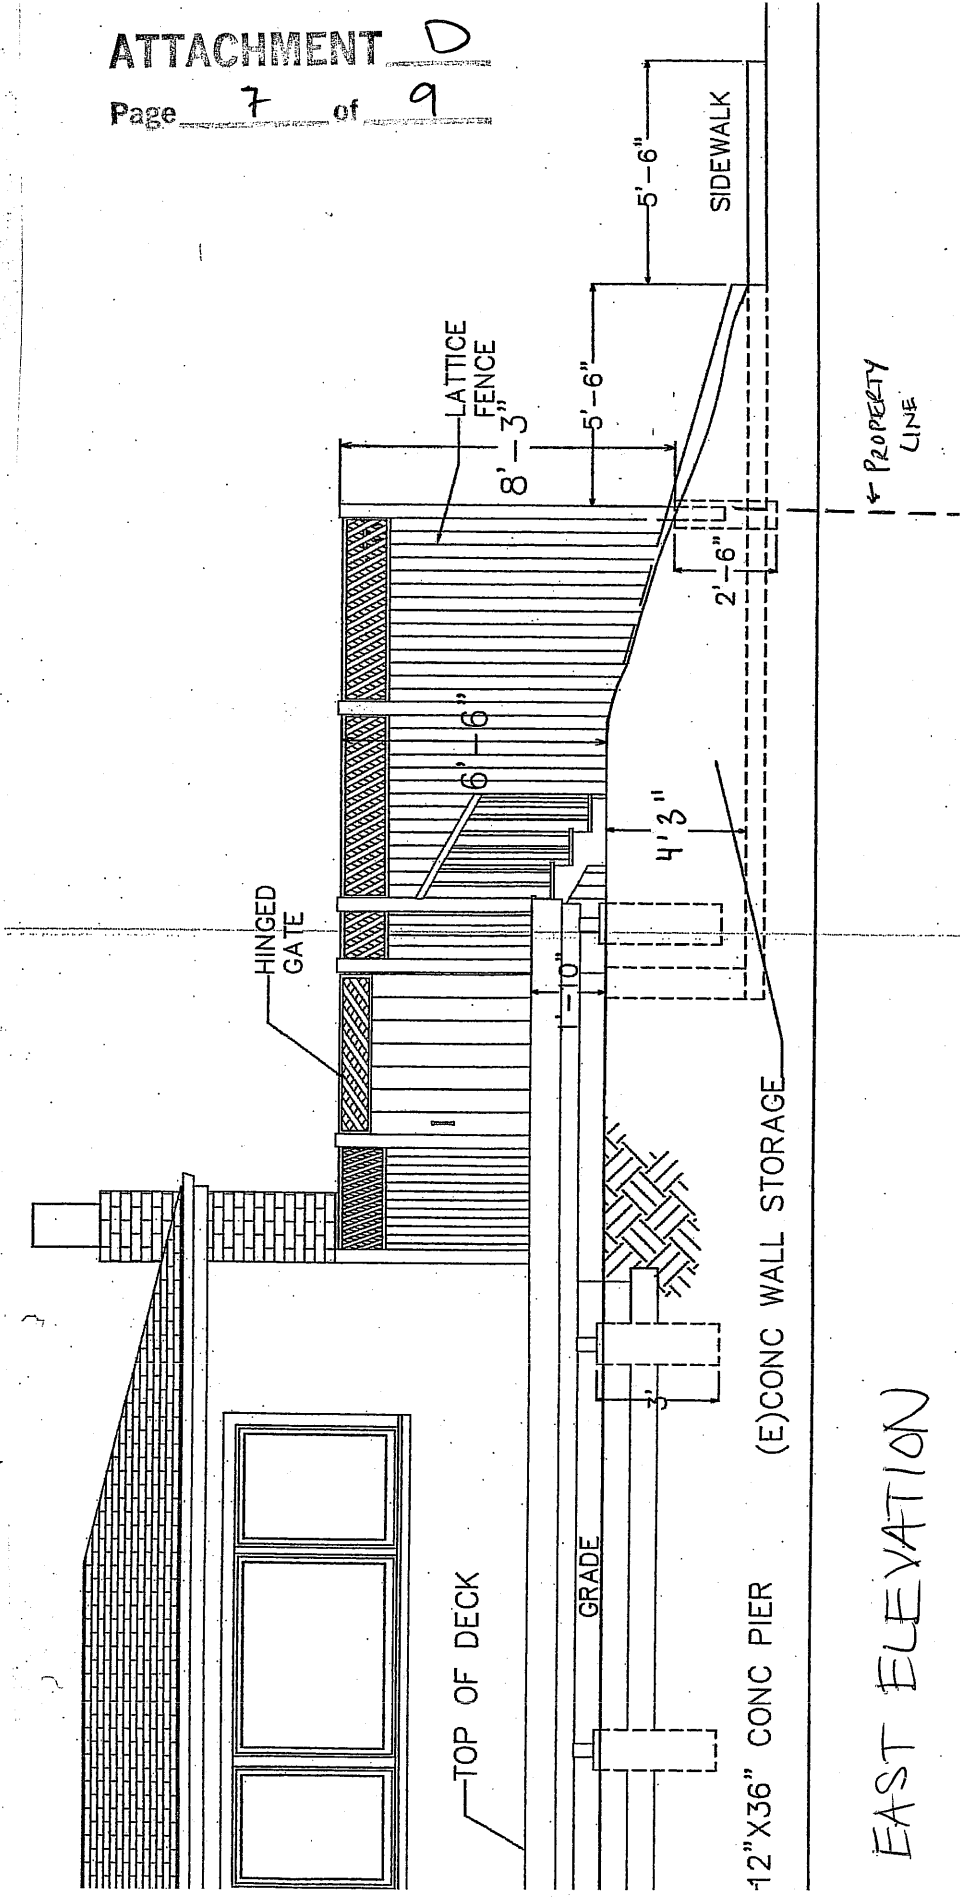 ATTACHMENT D
Page 7 of 9
5'-6"
SIDEWALK
LATTICE
FENCE
8'-3"
5'-6"
← PROPERTY
LINE
2'-6"
6'-6"
4'3"
HINGED
GATE
1'-0"
(E)CONC WALL STORAGE
3'
GRADE
TOP OF DECK
12"X36" CONC PIER
EAST ELEVATION